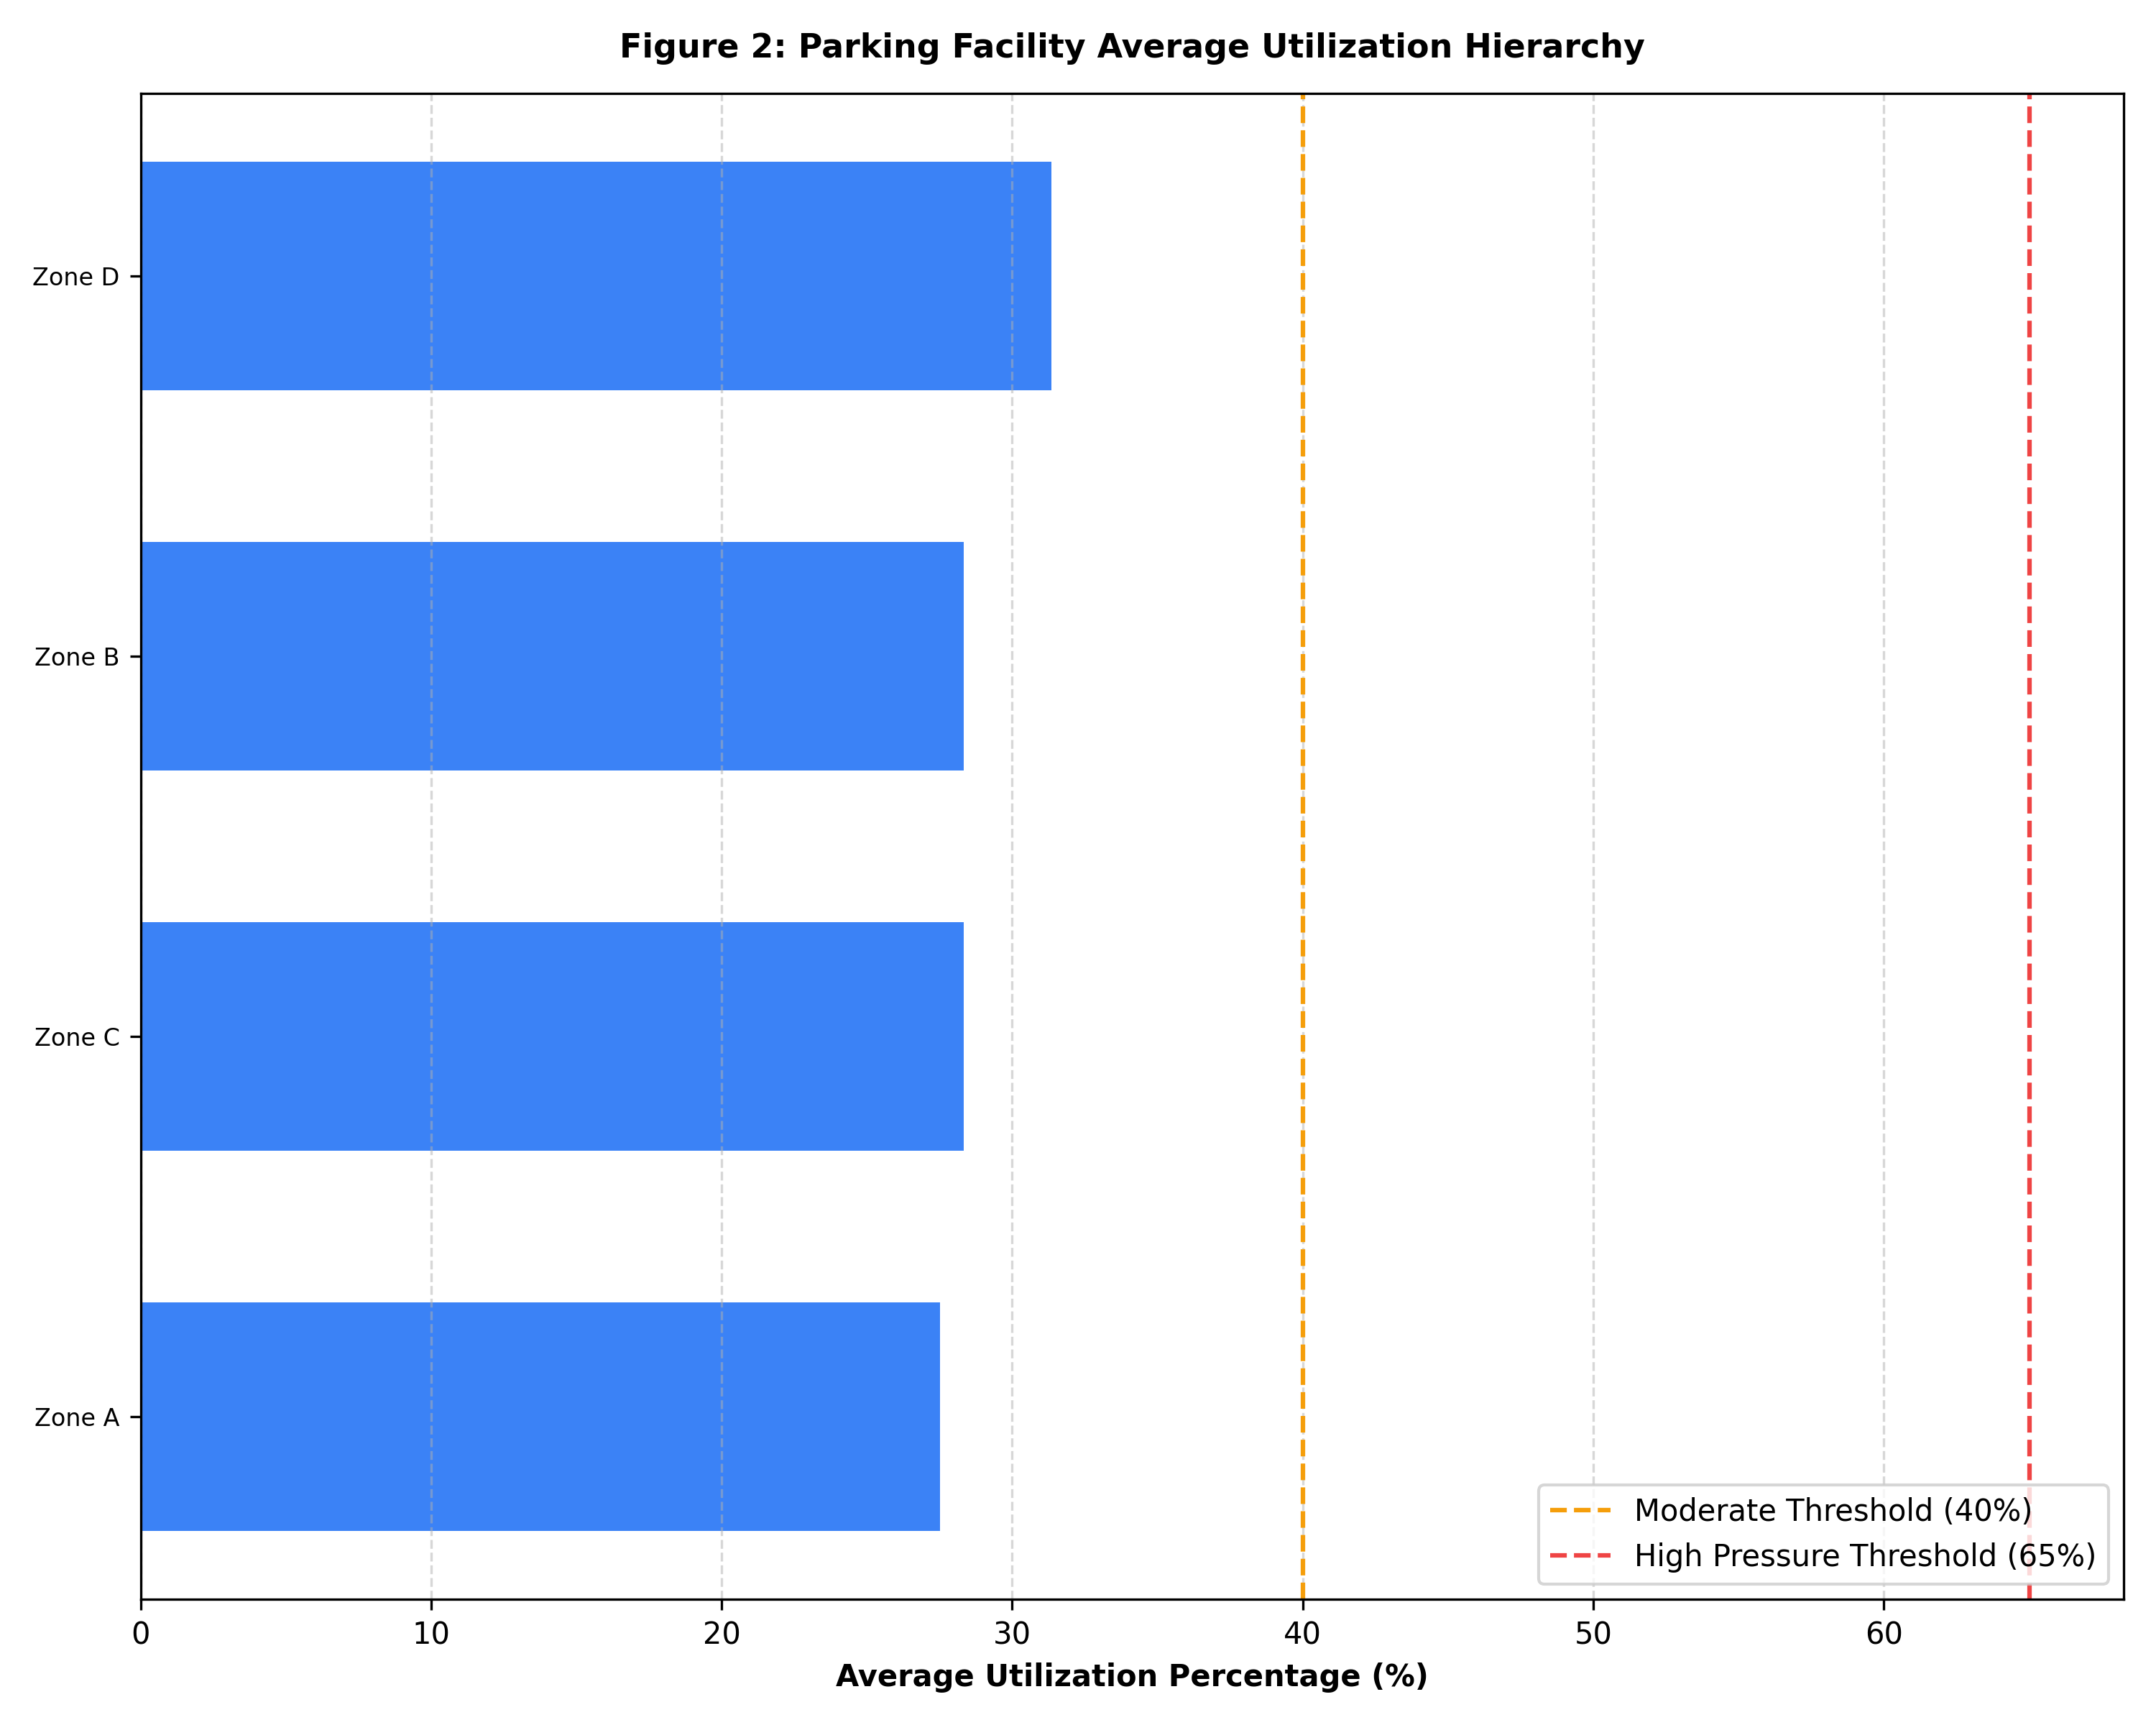 Figure 2: Parking Facility Average Utilization Hierarchy
Zone D
Zone B
Zone C
Zone A
Moderate Threshold (40%)
High Pressure Threshold (65%)
0 10 20 30 40 50 60
Average Utilization Percentage (%)